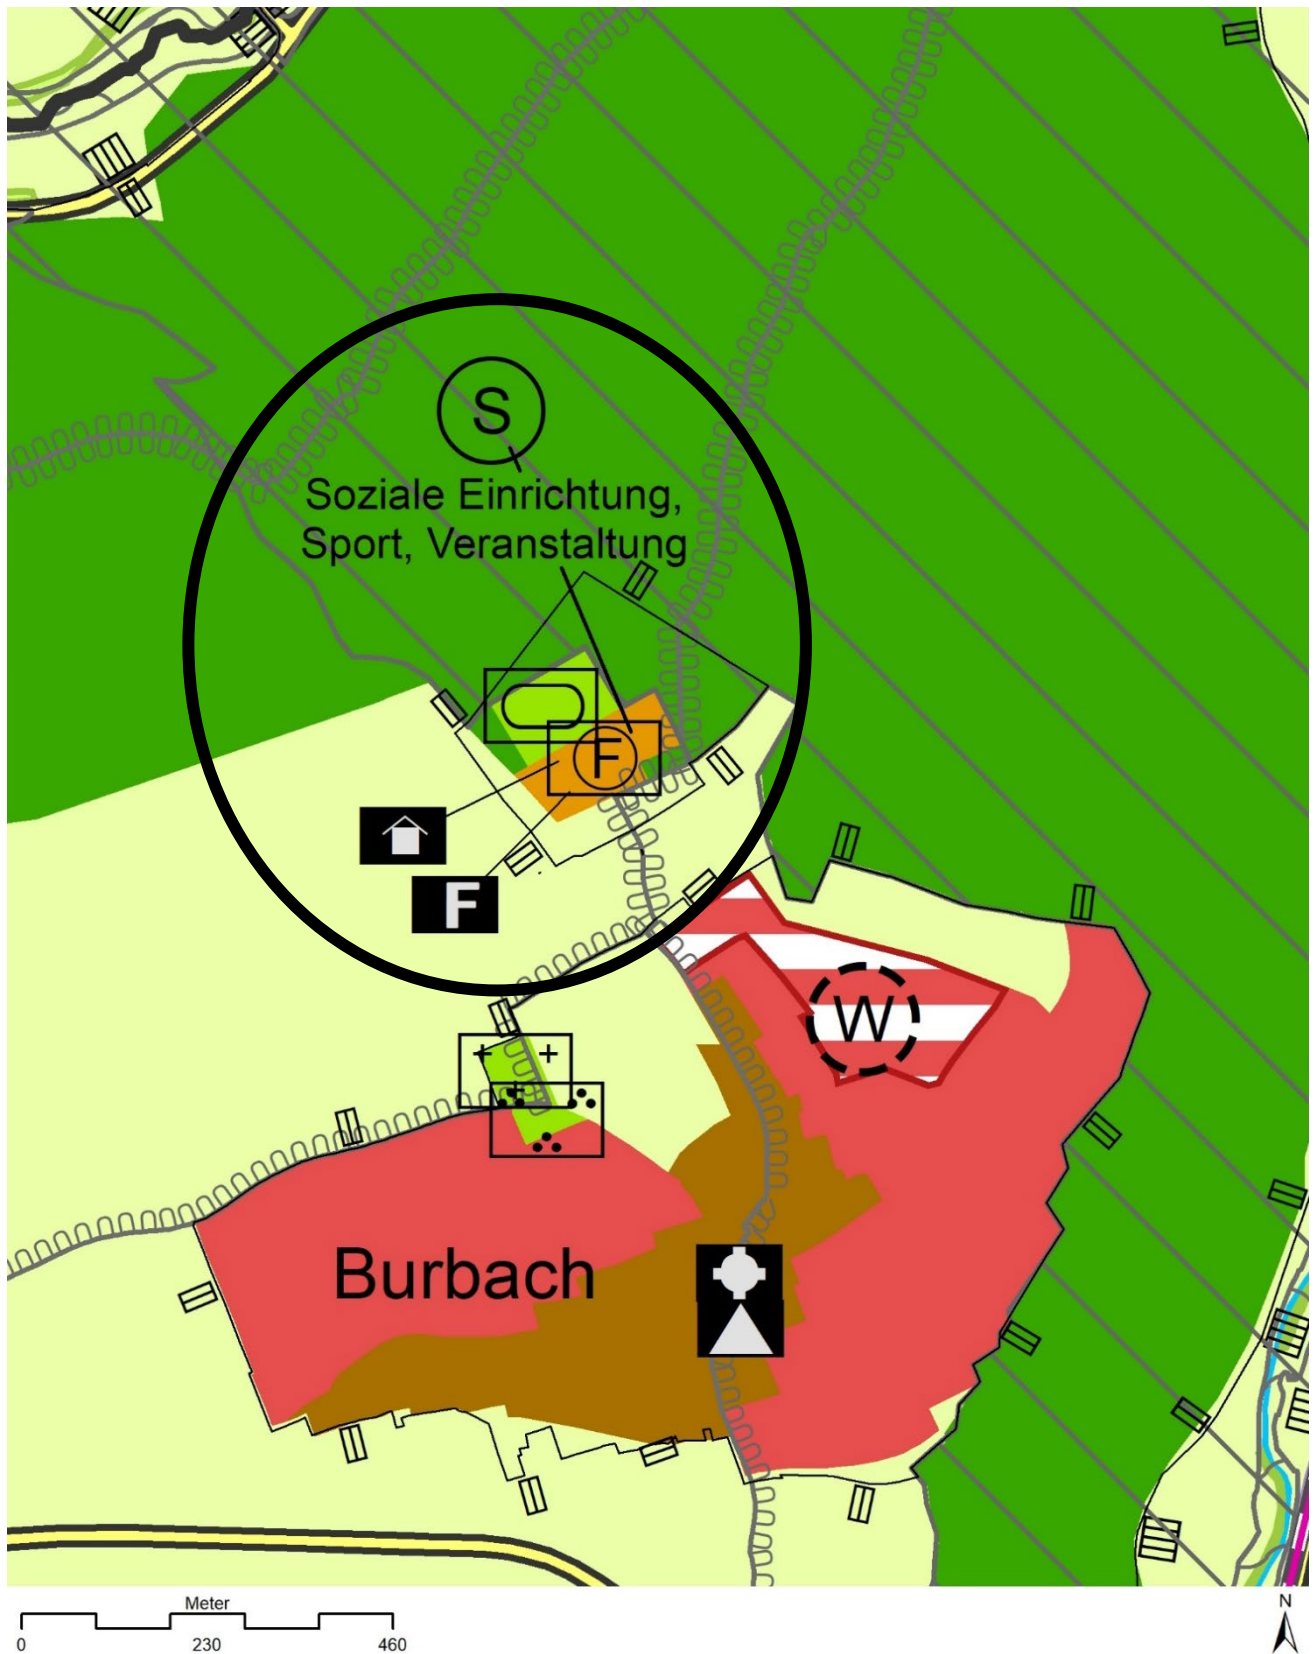 S
Soziale Einrichtung,
Sport, Veranstaltung
F
F
W
Burbach
Meter
0 230 460
N